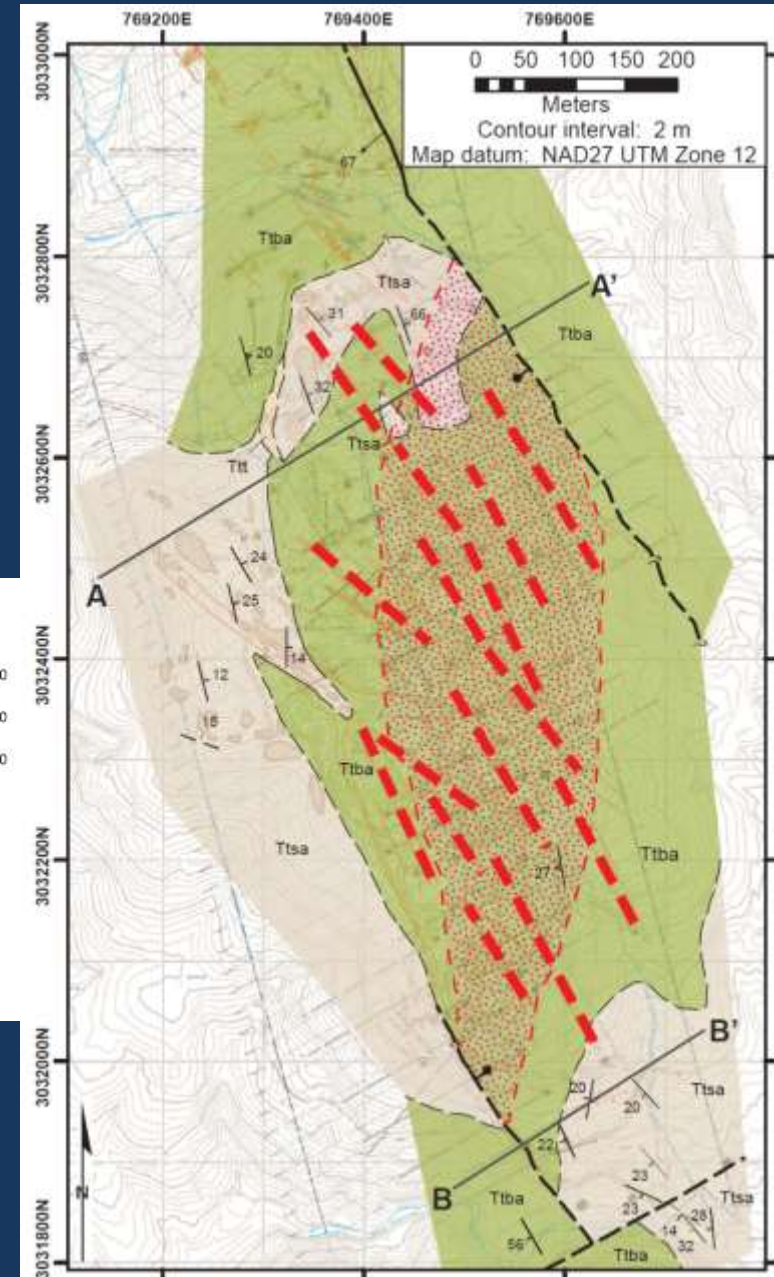 769200E 769400E 769600E
3033000N
0 50 100 150 200
Meters
Contour interval: 2 m
Map datum: NAD27 UTM Zone 12
67
Ttba
3032800N
A'
Ttsa
31
66
Ttba
20
32
Ttsa
3032600N
Ttt
24
A
25
14
3032400N
12
18
Ttba
Ttsa
Ttba
3032200N
27
3032000N
B'
20
20
Ttsa
22
B
23
Ttba
23
Ttsa
28
14
56
32
3031800N
Ttba
N
0
0
0